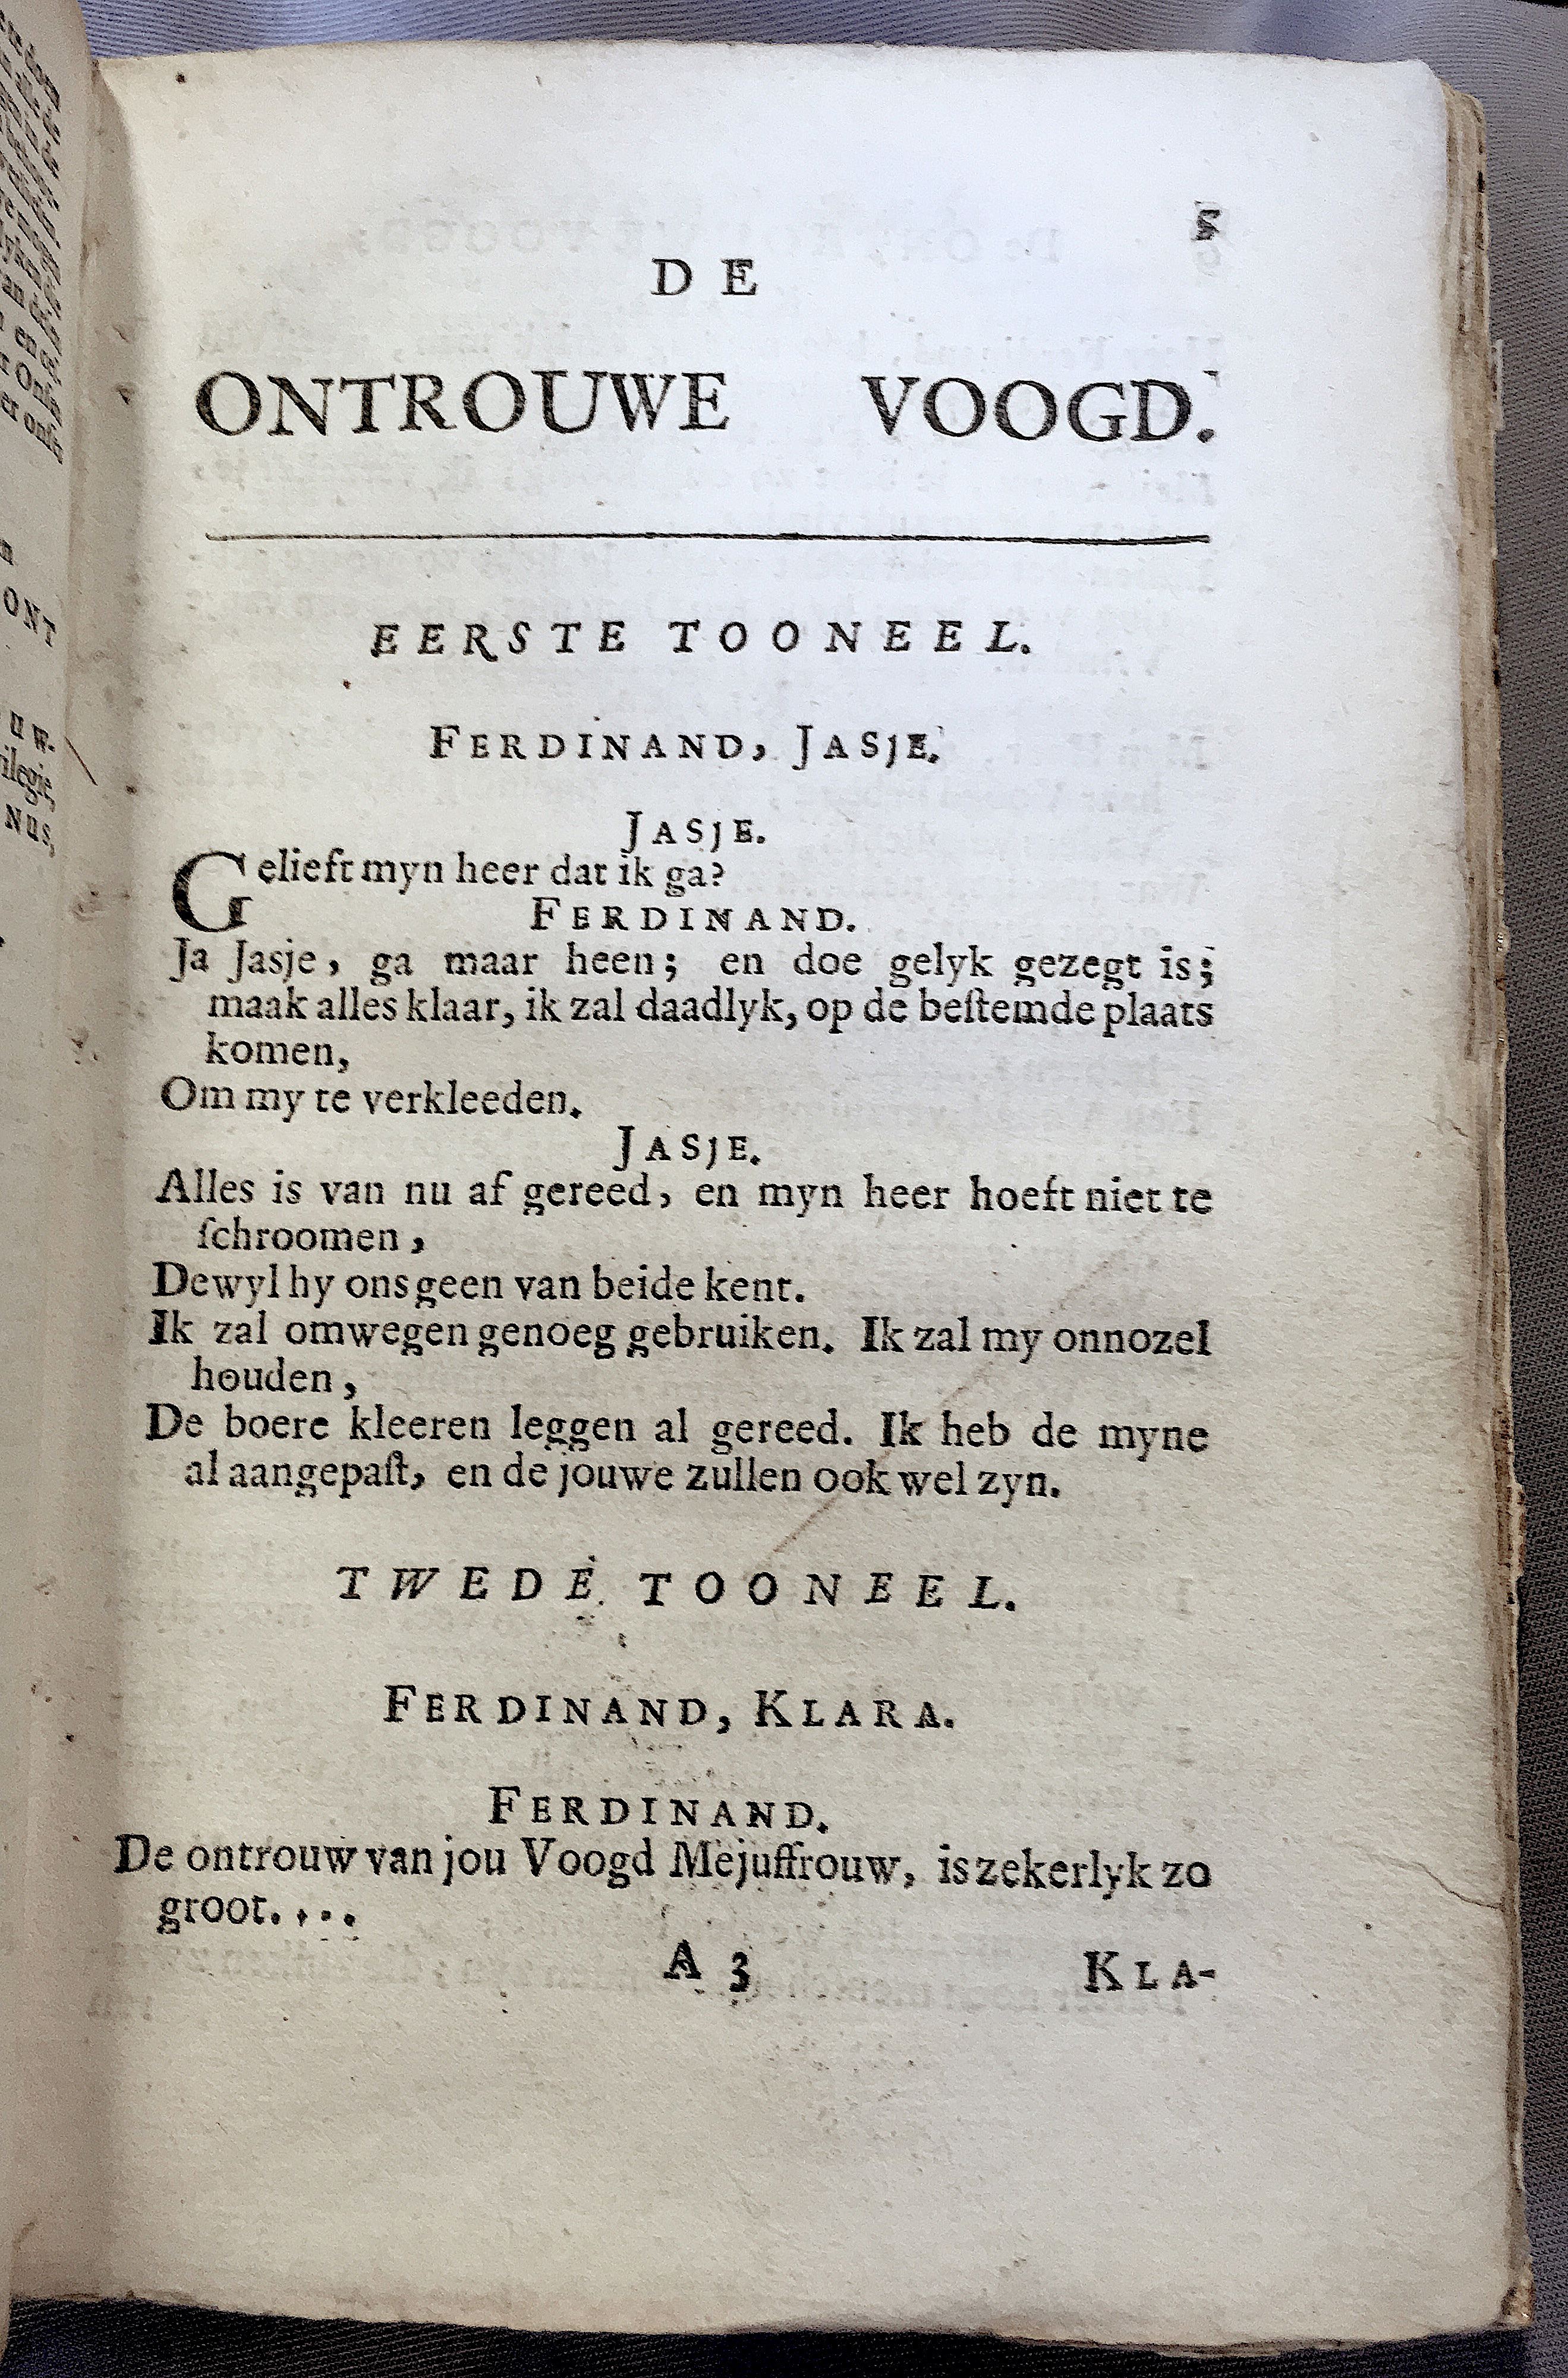 5
DE
ONTROUWE VOOGD.
EERSTE TOONEEL.
FERDINAND, JASJE.
JASJE.
Gelieft myn heer dat ik ga?
FERDINAND.
Ja Jasje, ga maar heen; en doe gelyk gezegt is;
maak alles klaar, ik zal daadlyk, op de beſtemde plaats
komen,
Om my te verkleeden.
JASJE.
Alles is van nu af gereed, en myn heer hoeft niet te
ſchroomen,
Dewyl hy ons geen van beide kent.
Ik zal omwegen genoeg gebruiken. Ik zal my onnozel
houden,
De boere kleeren leggen al gereed. Ik heb de myne
al aangepaſt, en de jouwe zullen ook wel zyn.
TWEDE TOONEEL.
FERDINAND, KLARA.
FERDINAND.
De ontrouw van jou Voogd Mejuffrouw, is zekerlyk zo
groot....
A 3 KLA-